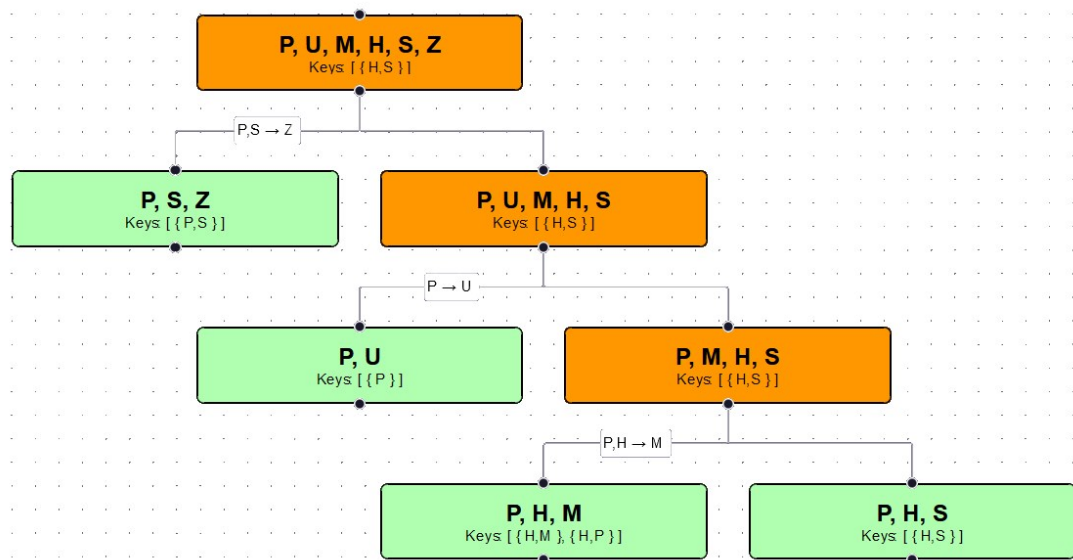 P, U, M, H, S, Z
Keys: [ { H,S } ]
P,S → Z
P, S, Z
Keys: [ { P,S } ]
P, U, M, H, S
Keys: [ { H,S } ]
P → U
P, U
Keys: [ { P } ]
P, M, H, S
Keys: [ { H,S } ]
P,H → M
P, H, M
Keys: [ { H,M }, { H,P } ]
P, H, S
Keys: [ { H,S } ]